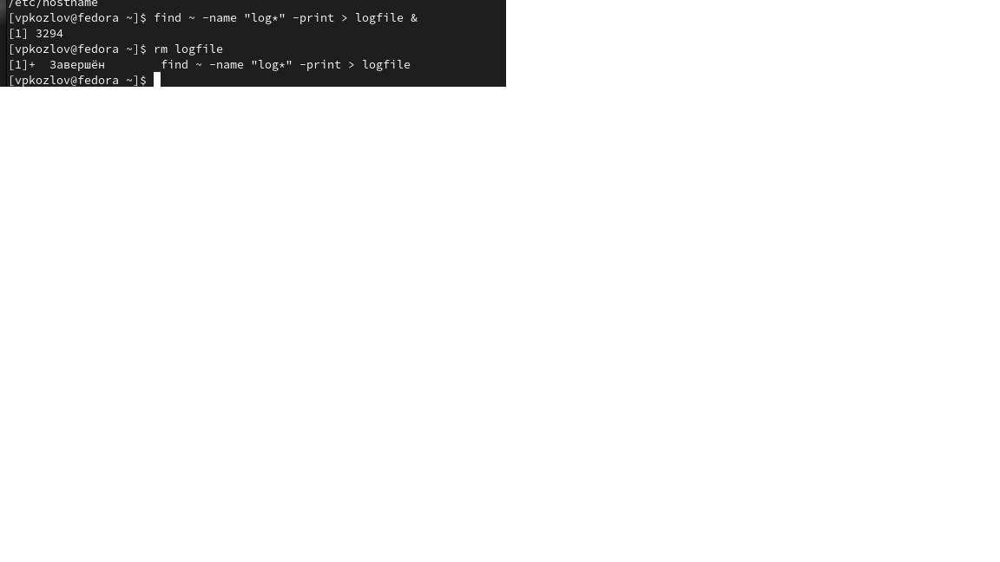 /etc/hostname
[vpkozlov@fedora ~]$ find ~ -name "log*" -print > logfile &
[1] 3294
[vpkozlov@fedora ~]$ rm logfile
[1]+  Завершён        find ~ -name "log*" -print > logfile
[vpkozlov@fedora ~]$